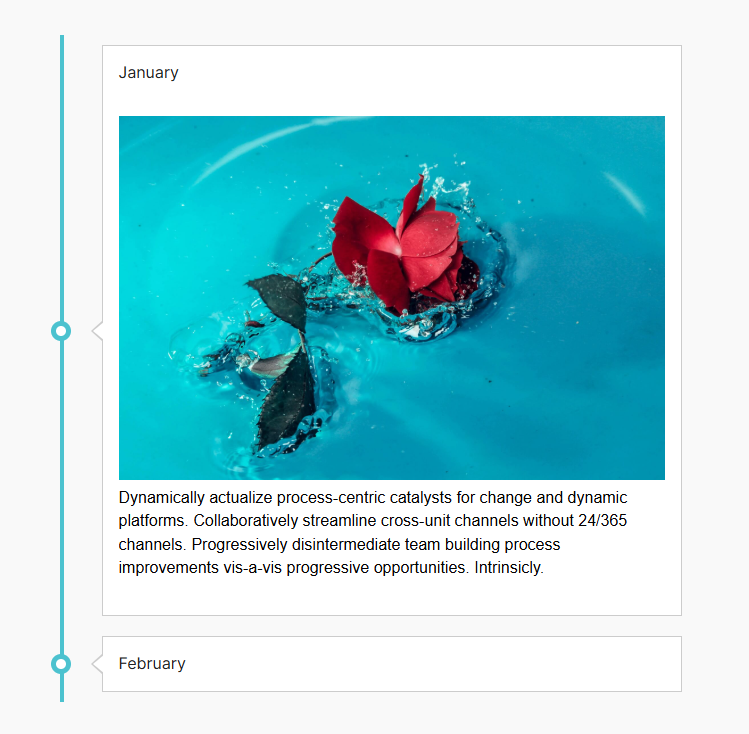 January
Dynamically actualize process-centric catalysts for change and dynamic
platforms. Collaboratively streamline cross-unit channels without 24/365
channels. Progressively disintermediate team building process
improvements vis-a-vis progressive opportunities. Intrinsicly.
February